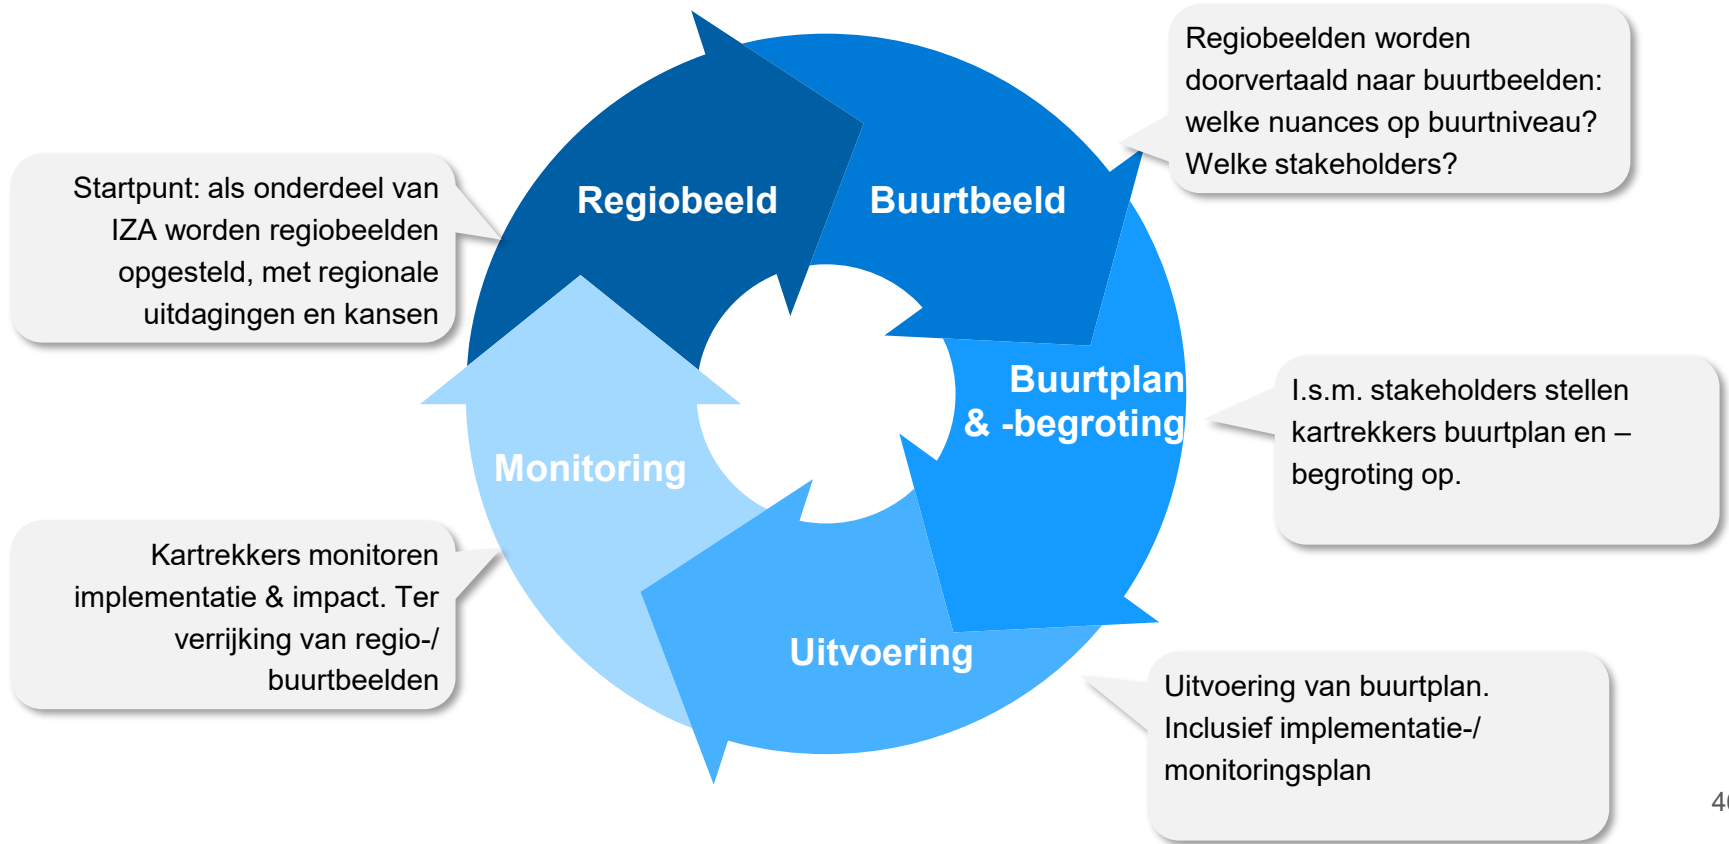 Regiobeelden worden
doorvertaald naar buurtbeelden:
welke nuances op buurtniveau?
Welke stakeholders?
Startpunt: als onderdeel van
IZA worden regiobeelden
opgesteld, met regionale
uitdagingen en kansen
Regiobeeld
Buurtbeeld
Buurtplan
& -begroting
I.s.m. stakeholders stellen
kartrekkers buurtplan en –
begroting op.
Monitoring
Kartrekkers monitoren
implementatie & impact. Ter
verrijking van regio-/
buurtbeelden
Uitvoering
Uitvoering van buurtplan.
Inclusief implementatie-/
monitoringsplan